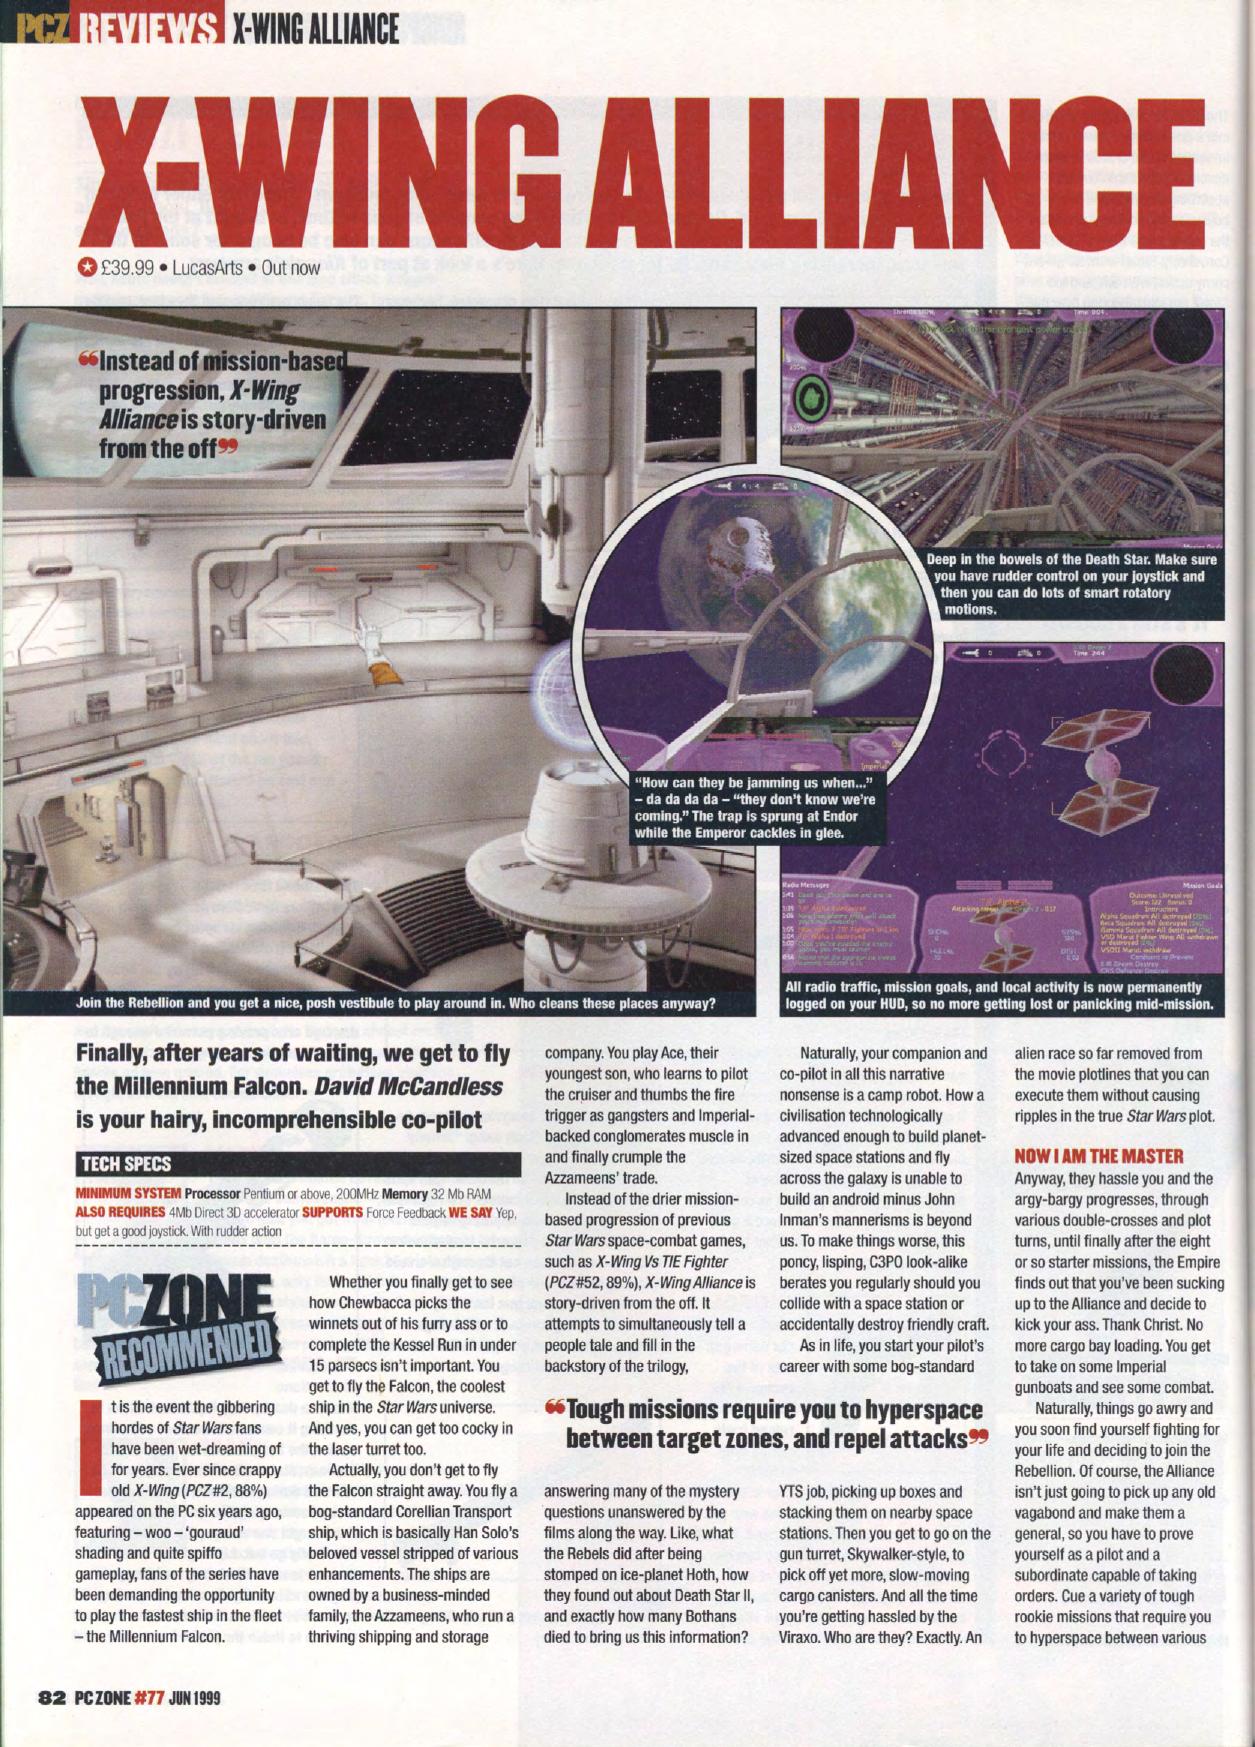 PCZ REVIEWS X-WING ALLIANCE
X-WING ALLIANCE
£39.99 • LucasArts • Out now
“Instead of mission-based
progression, X-Wing
Alliance is story-driven
from the off”
Deep in the bowels of the Death Star. Make sure
you have rudder control on your joystick and
then you can do lots of smart rotatory
motions.
"How can they be jamming us when..."
– da da da da – "they don't know we're
coming." The trap is sprung at Endor
while the Emperor cackles in glee.
Radio Messages
Mission Goals
Join the Rebellion and you get a nice, posh vestibule to play around in. Who cleans these places anyway?
All radio traffic, mission goals, and local activity is now permanently
logged on your HUD, so no more getting lost or panicking mid-mission.
Finally, after years of waiting, we get to fly
the Millennium Falcon. David McCandless
is your hairy, incomprehensible co-pilot
TECH SPECS
MINIMUM SYSTEM Processor Pentium or above, 200MHz Memory 32 Mb RAM
ALSO REQUIRES 4Mb Direct 3D accelerator SUPPORTS Force Feedback WE SAY Yep,
but get a good joystick. With rudder action
PCZONE
RECOMMENDED
It is the event the gibbering
hordes of Star Wars fans
have been wet-dreaming of
for years. Ever since crappy
old X-Wing (PCZ #2, 88%)
appeared on the PC six years ago,
featuring – woo – 'gouraud'
shading and quite spiffo
gameplay, fans of the series have
been demanding the opportunity
to play the fastest ship in the fleet
– the Millennium Falcon.
Whether you finally get to see
how Chewbacca picks the
winnets out of his furry ass or to
complete the Kessel Run in under
15 parsecs isn't important. You
get to fly the Falcon, the coolest
ship in the Star Wars universe.
And yes, you can get too cocky in
the laser turret too.
Actually, you don't get to fly
the Falcon straight away. You fly a
bog-standard Corellian Transport
ship, which is basically Han Solo's
beloved vessel stripped of various
enhancements. The ships are
owned by a business-minded
family, the Azzameens, who run a
thriving shipping and storage
company. You play Ace, their
youngest son, who learns to pilot
the cruiser and thumbs the fire
trigger as gangsters and Imperial-
backed conglomerates muscle in
and finally crumple the
Azzameens' trade.
Instead of the drier mission-
based progression of previous
Star Wars space-combat games,
such as X-Wing Vs TIE Fighter
(PCZ #52, 89%), X-Wing Alliance is
story-driven from the off. It
attempts to simultaneously tell a
people tale and fill in the
backstory of the trilogy,
“Tough missions require you to hyperspace
between target zones, and repel attacks”
answering many of the mystery
questions unanswered by the
films along the way. Like, what
the Rebels did after being
stomped on ice-planet Hoth, how
they found out about Death Star II,
and exactly how many Bothans
died to bring us this information?
Naturally, your companion and
co-pilot in all this narrative
nonsense is a camp robot. How a
civilisation technologically
advanced enough to build planet-
sized space stations and fly
across the galaxy is unable to
build an android minus John
Inman's mannerisms is beyond
us. To make things worse, this
poncy, lisping, C3PO look-alike
berates you regularly should you
collide with a space station or
accidentally destroy friendly craft.
As in life, you start your pilot's
career with some bog-standard
YTS job, picking up boxes and
stacking them on nearby space
stations. Then you get to go on the
gun turret, Skywalker-style, to
pick off yet more, slow-moving
cargo canisters. And all the time
you're getting hassled by the
Viraxo. Who are they? Exactly. An
alien race so far removed from
the movie plotlines that you can
execute them without causing
ripples in the true Star Wars plot.
NOW I AM THE MASTER
Anyway, they hassle you and the
argy-bargy progresses, through
various double-crosses and plot
turns, until finally after the eight
or so starter missions, the Empire
finds out that you've been sucking
up to the Alliance and decide to
kick your ass. Thank Christ. No
more cargo bay loading. You get
to take on some Imperial
gunboats and see some combat.
Naturally, things go awry and
you soon find yourself fighting for
your life and deciding to join the
Rebellion. Of course, the Alliance
isn't just going to pick up any old
vagabond and make them a
general, so you have to prove
yourself as a pilot and a
subordinate capable of taking
orders. Cue a variety of tough
rookie missions that require you
to hyperspace between various
82 PC ZONE #77 JUN 1999